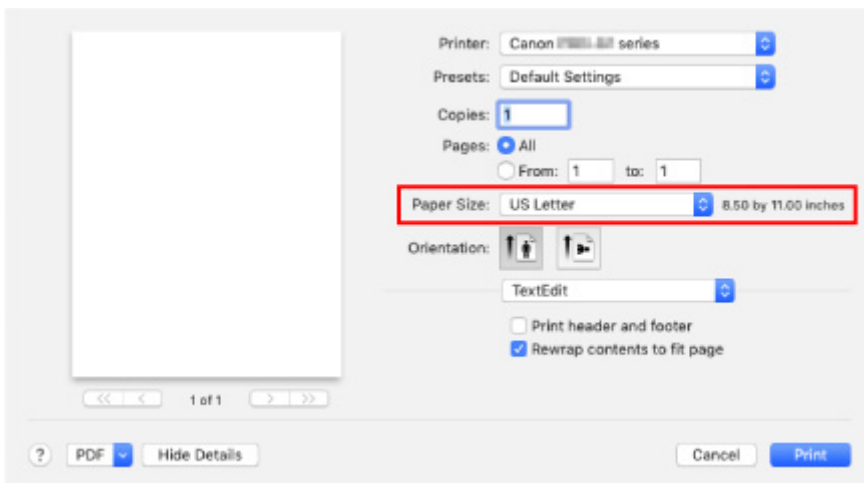 Printer: Canon series
Presets: Default Settings
Copies: 1
Pages: All
From: 1 to: 1
Paper Size: US Letter 8.50 by 11.00 inches
Orientation:
TextEdit
Print header and footer
Rewrap contents to fit page
1 of 1
? PDF Hide Details Cancel Print